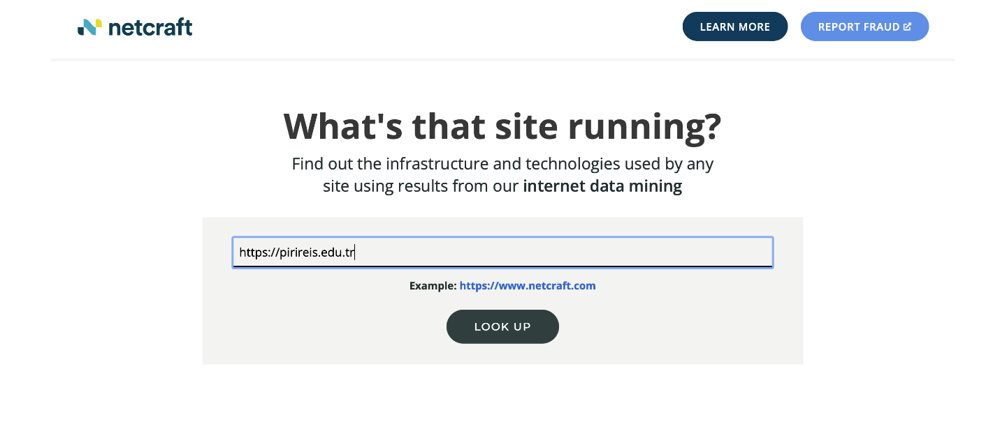 netcraft
LEARN MORE
REPORT FRAUD
What's that site running?
Find out the infrastructure and technologies used by any
site using results from our internet data mining
https://pirireis.edu.tr
Example: https://www.netcraft.com
LOOK UP